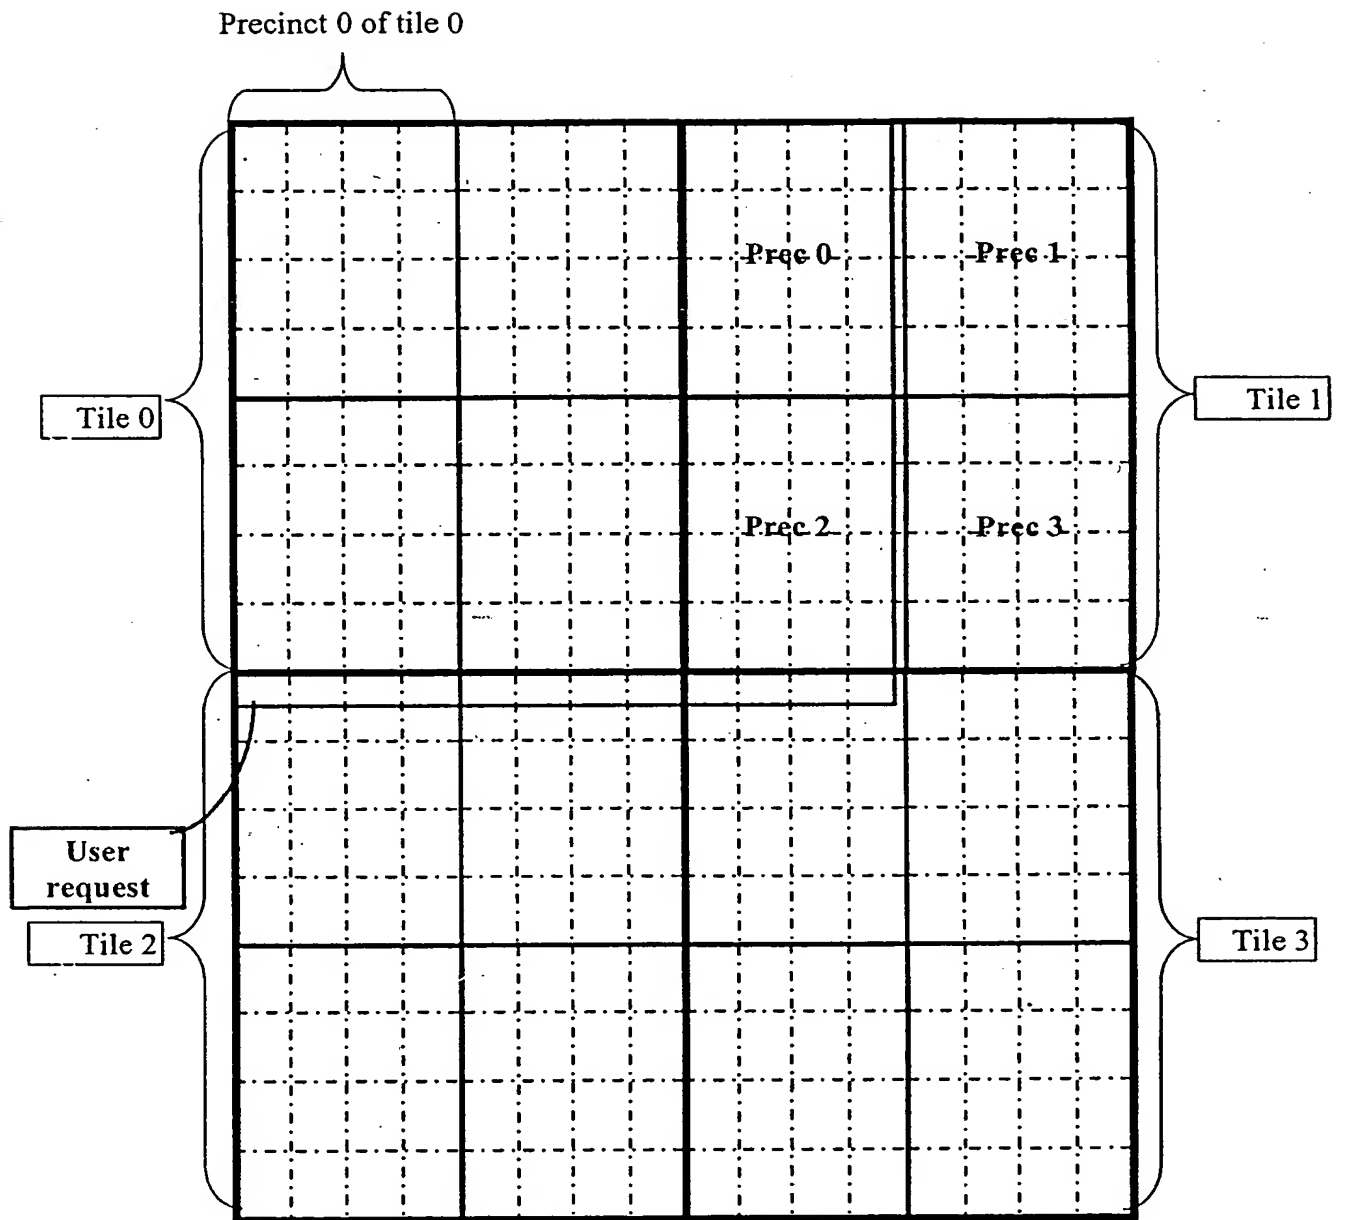 Precinct 0 of tile 0
Prec 0
Prec 1
Tile 0
Tile 1
Prec 2
Prec 3
User
request
Tile 2
Tile 3